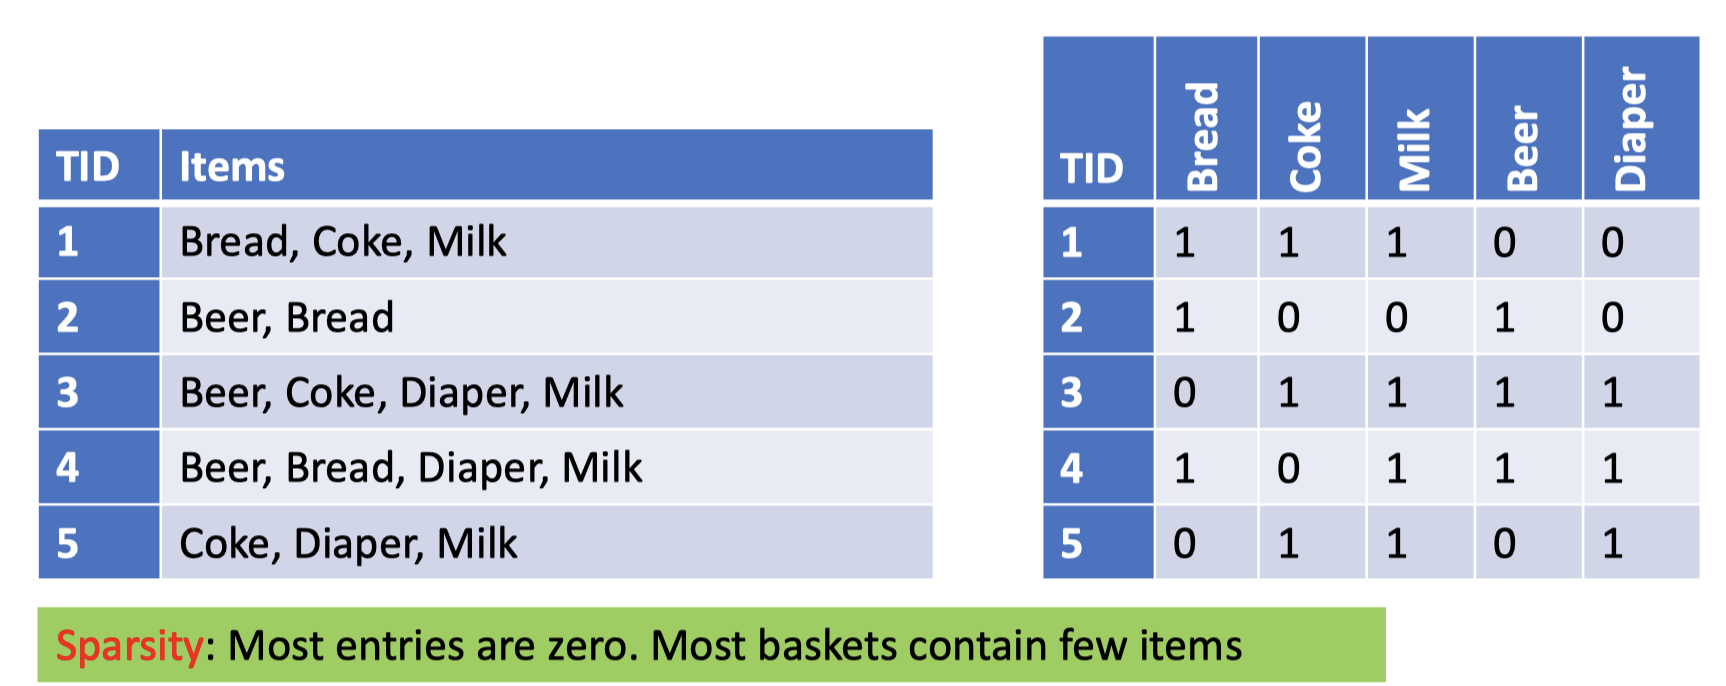 TID Items
1 Bread, Coke, Milk
2 Beer, Bread
3 Beer, Coke, Diaper, Milk
4 Beer, Bread, Diaper, Milk
5 Coke, Diaper, Milk
TID Bread Coke Milk Beer Diaper
1 1 1 1 0 0
2 1 0 0 1 0
3 0 1 1 1 1
4 1 0 1 1 1
5 0 1 1 0 1
Sparsity: Most entries are zero. Most baskets contain few items